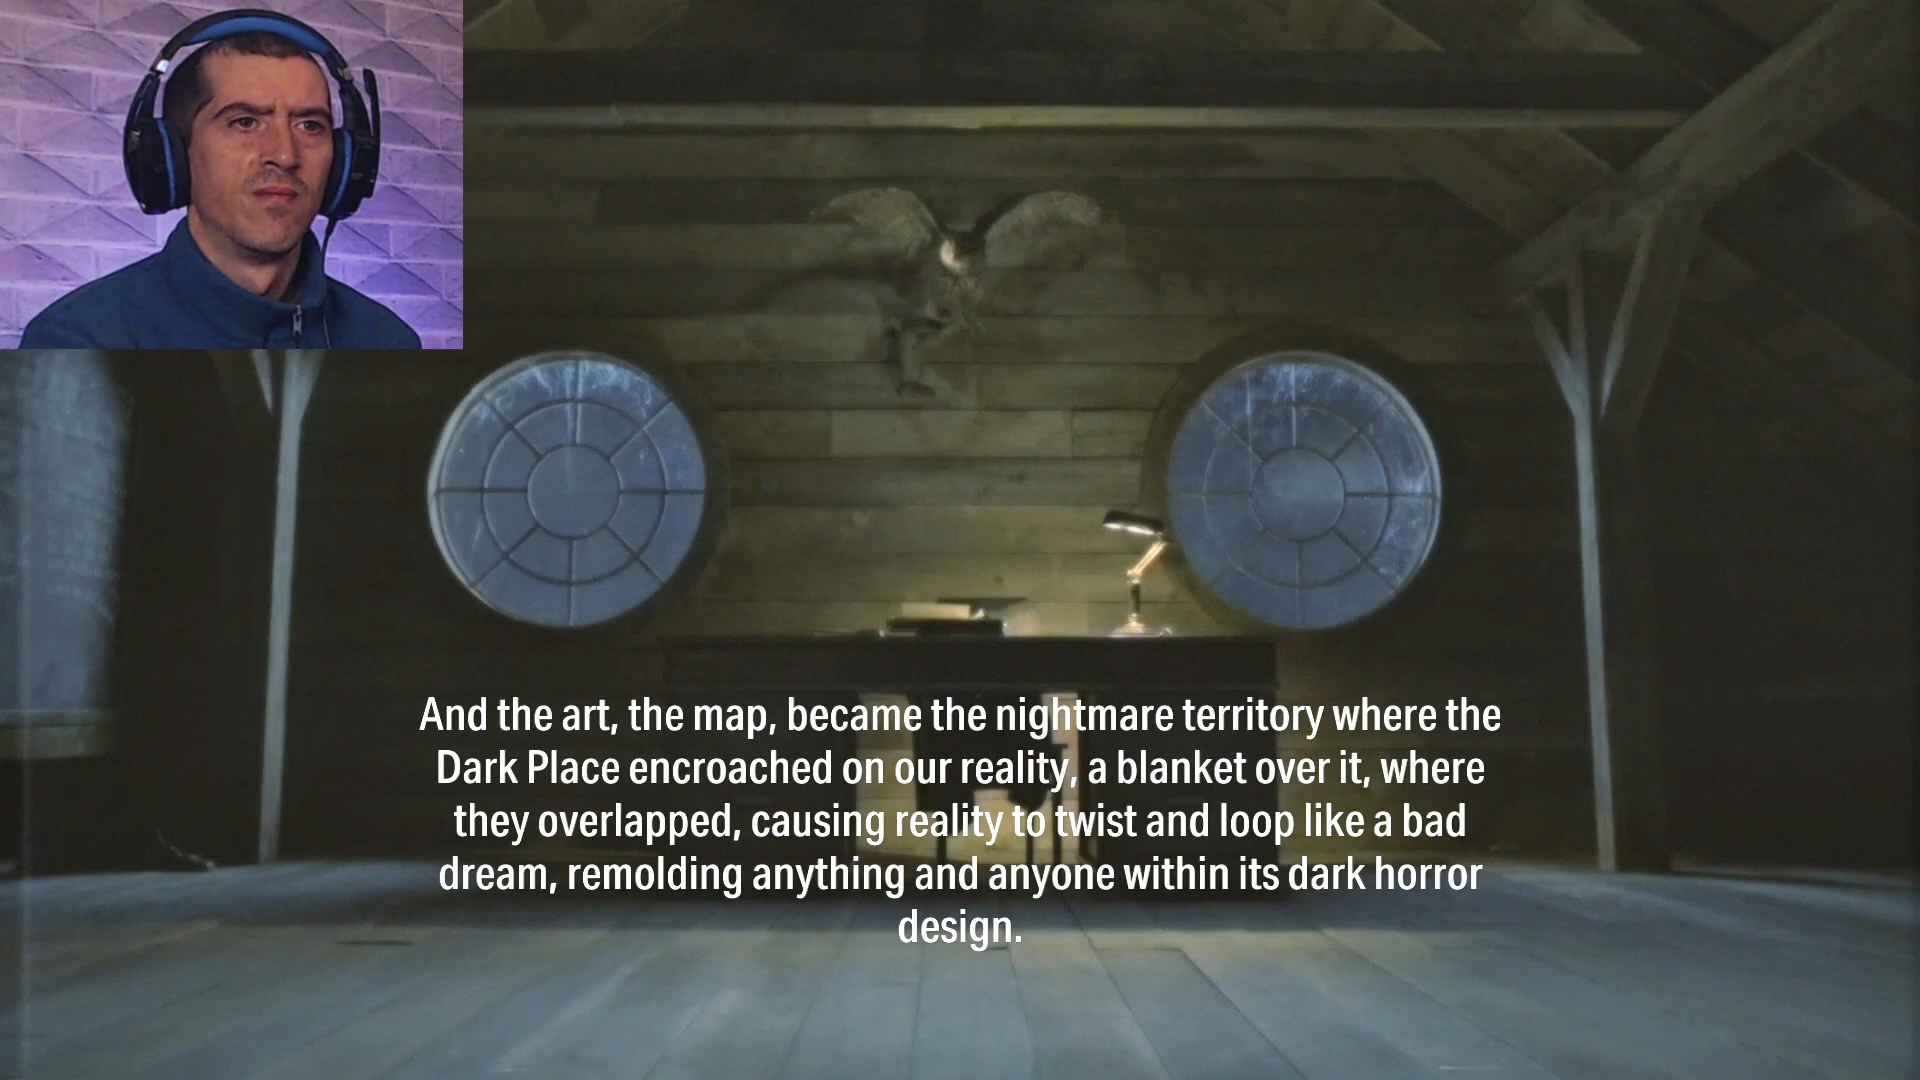 And the art, the map, became the nightmare territory where the
Dark Place encroached on our reality, a blanket over it, where
they overlapped, causing reality to twist and loop like a bad
dream, remolding anything and anyone within its dark horror
design.